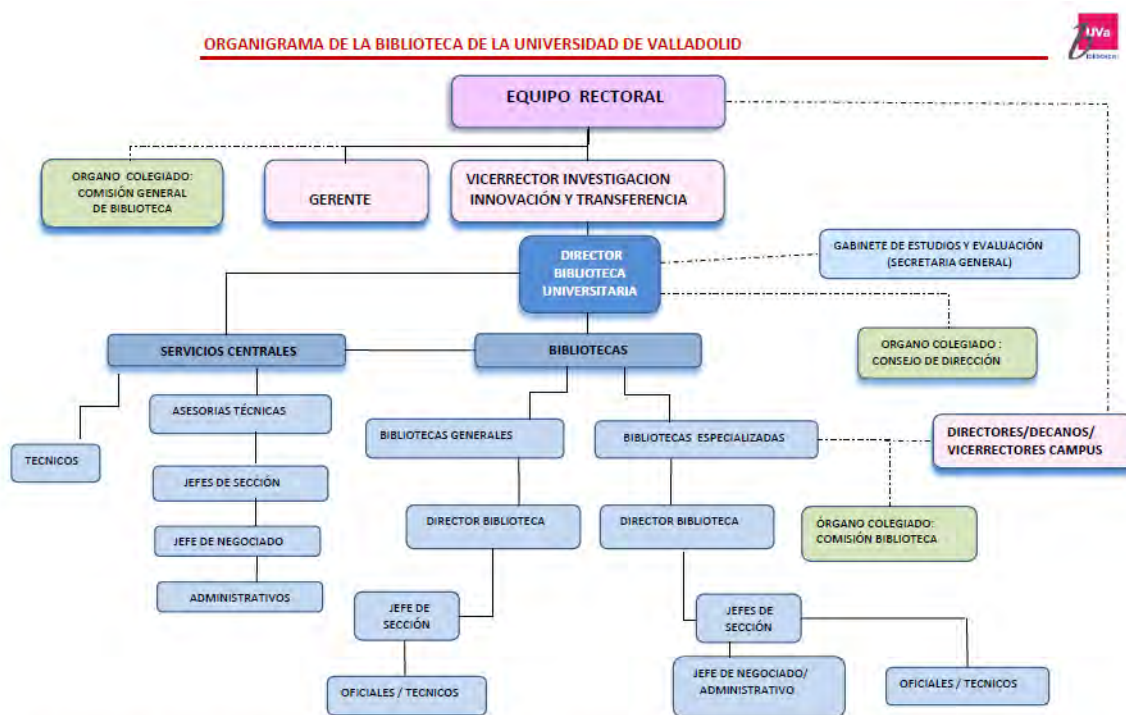 ORGANIGRAMA DE LA BIBLIOTECA DE LA UNIVERSIDAD DE VALLADOLID
UVa
EQUIPO RECTORAL
ORGANO COLEGIADO:
COMISIÓN GENERAL
DE BIBLIOTECA
GERENTE
VICERRECTOR INVESTIGACION
INNOVACIÓN Y TRANSFERENCIA
DIRECTOR
BIBLIOTECA
UNIVERSITARIA
GABINETE DE ESTUDIOS Y EVALUACIÓN
(SECRETARIA GENERAL)
SERVICIOS CENTRALES
BIBLIOTECAS
ORGANO COLEGIADO :
CONSEJO DE DIRECCIÓN
ASESORIAS TÉCNICAS
BIBLIOTECAS GENERALES
BIBLIOTECAS ESPECIALIZADAS
DIRECTORES/DECANOS/
VICERRECTORES CAMPUS
TECNICOS
JEFES DE SECCIÓN
DIRECTOR BIBLIOTECA
DIRECTOR BIBLIOTECA
ÓRGANO COLEGIADO:
COMISIÓN BIBLIOTECA
JEFE DE NEGOCIADO
ADMINISTRATIVOS
JEFE DE
SECCIÓN
JEFES DE
SECCIÓN
OFICIALES / TECNICOS
JEFE DE NEGOCIADO/
ADMINISTRATIVO
OFICIALES / TECNICOS